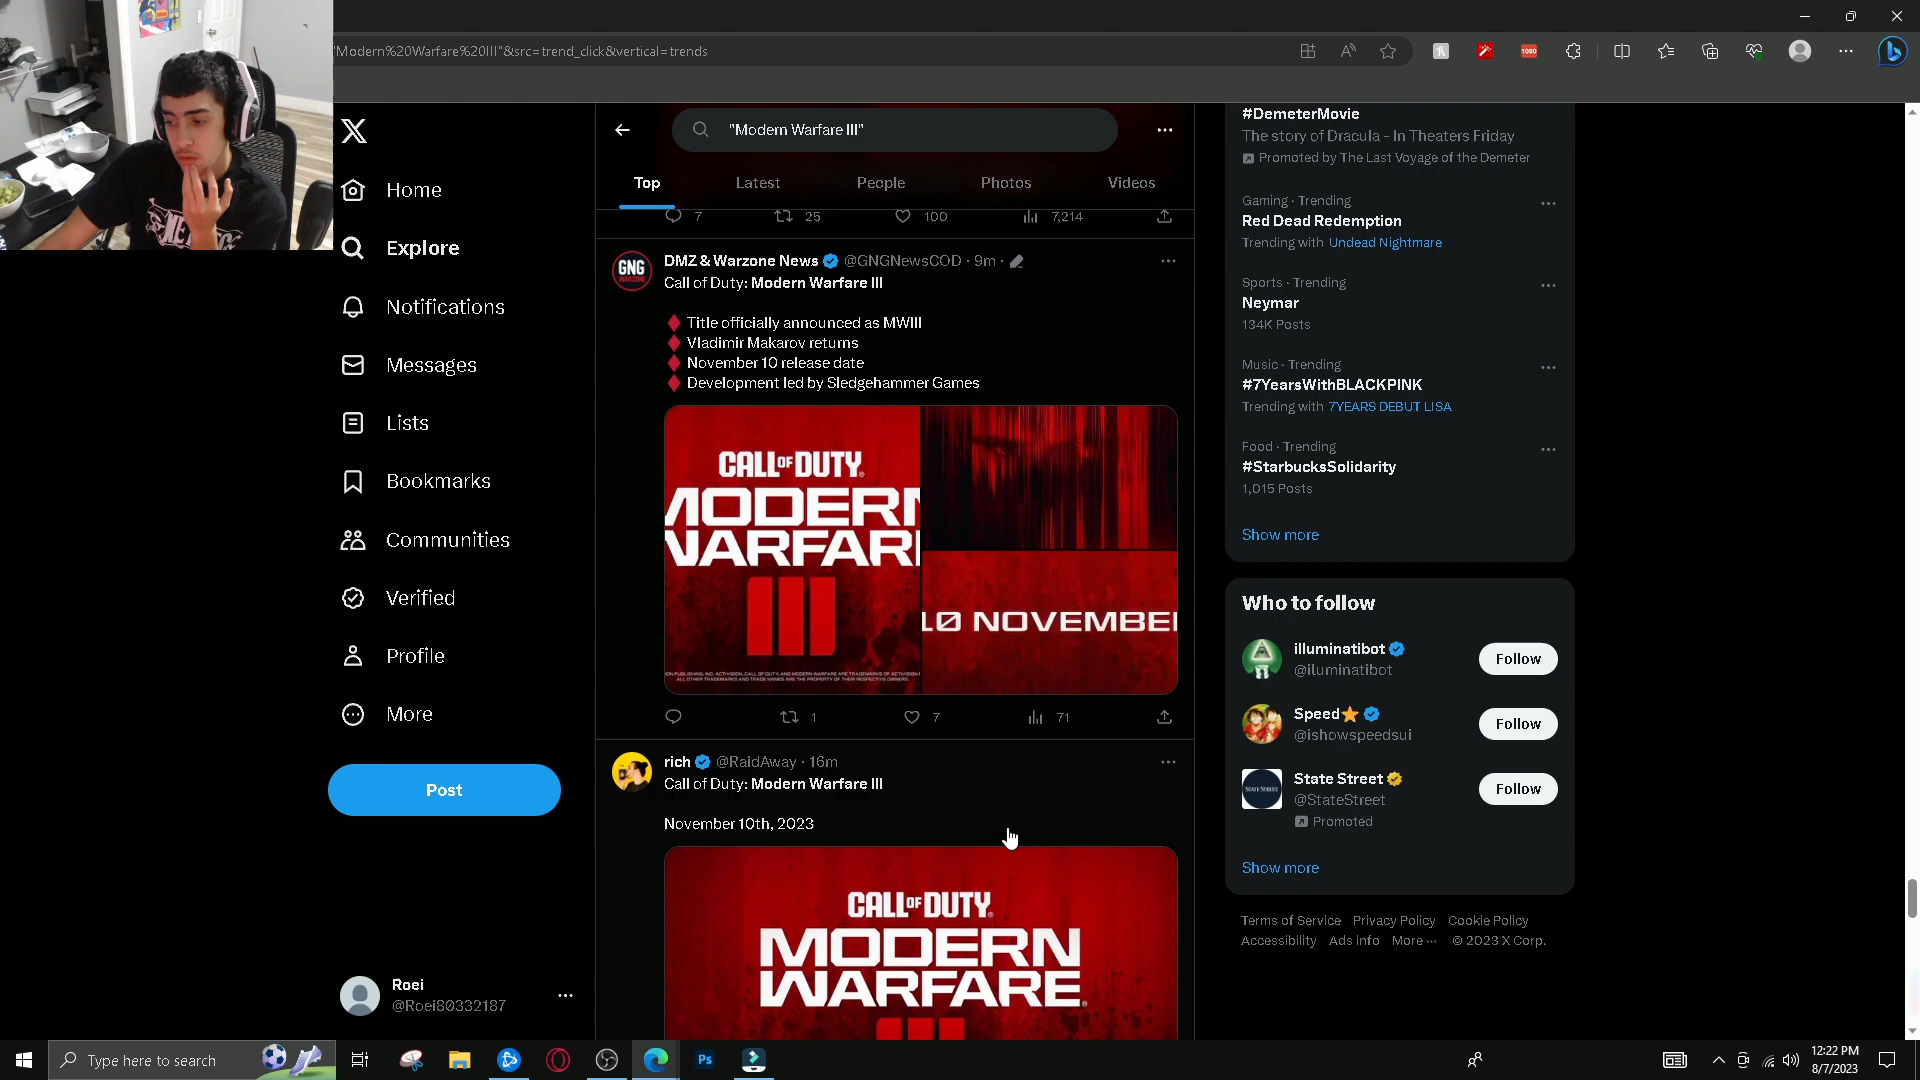 "Modern%20Warfare%20III"&src=trend_click&vertical=trends
1080
Home
Explore
Notifications
Messages
Lists
Bookmarks
Communities
Verified
Profile
More
Post
Roei
@Roei80332187
"Modern Warfare III"
Top
Latest
People
Photos
Videos
7
25
100
7,214
GNG
WARZONE
DMZ & Warzone News @GNGNewsCOD · 9m ·
Call of Duty: Modern Warfare III
Title officially announced as MWIII
Vladimir Makarov returns
November 10 release date
Development led by Sledgehammer Games
CALL OF DUTY
MODERN
WARFARE
III
10 NOVEMBER
1
7
71
rich @RaidAway · 16m
Call of Duty: Modern Warfare III
November 10th, 2023
CALL OF DUTY
MODERN
WARFARE
#DemeterMovie
The story of Dracula - In Theaters Friday
Promoted by The Last Voyage of the Demeter
Gaming · Trending
Red Dead Redemption
Trending with Undead Nightmare
Sports · Trending
Neymar
134K Posts
Music · Trending
#7YearsWithBLACKPINK
Trending with 7YEARS DEBUT LISA
Food · Trending
#StarbucksSolidarity
1,015 Posts
Show more
Who to follow
illuminatibot
@iluminatibot
Follow
Speed
@ishowspeedsui
Follow
STATE STREET
State Street
@StateStreet
Promoted
Follow
Show more
Terms of Service Privacy Policy Cookie Policy
Accessibility Ads info More ··· © 2023 X Corp.
Type here to search
Ps
12:22 PM
8/7/2023